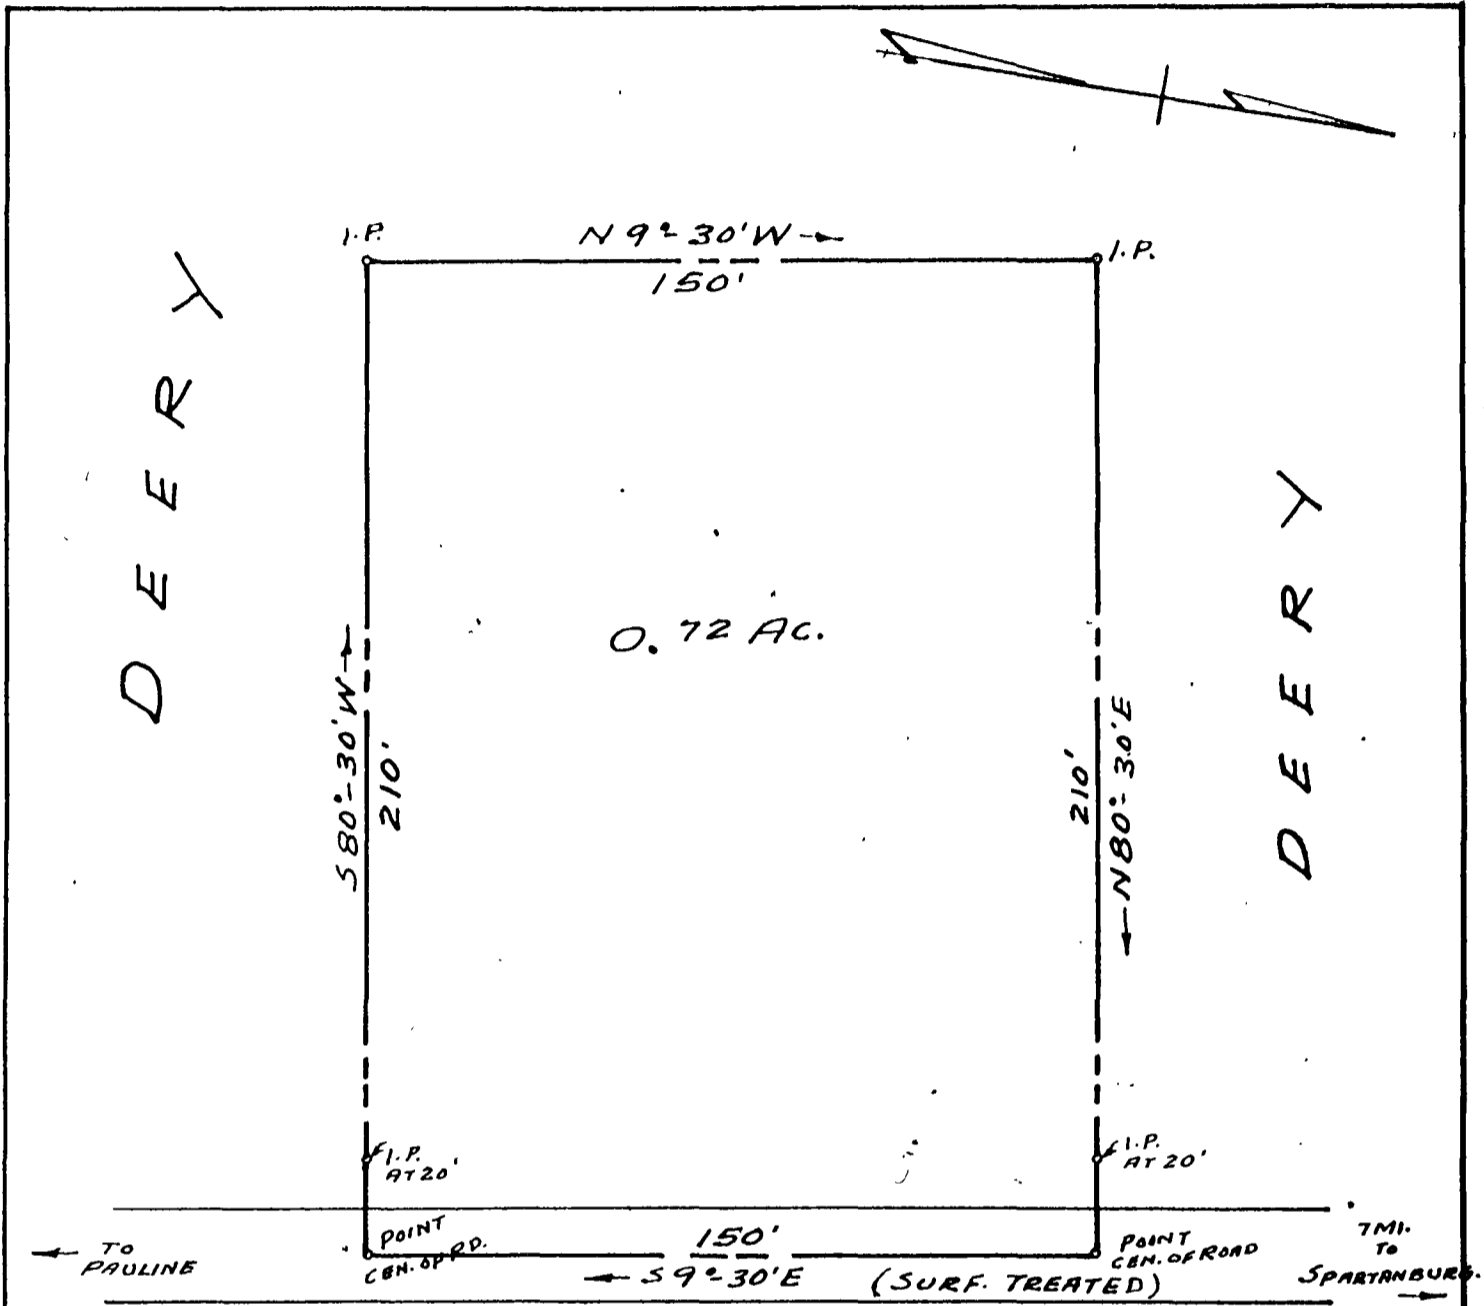 I.P.
N 9°-30'W
I.P.
150'
DEERY
DEERY
0.72 AC.
S 80°-30'W
210'
210'
N 80°-30'E
I.P.
AT 20'
I.P.
AT 20'
POINT
CEN. OF RD.
150'
S 9°-30'E
(SURF. TREATED)
POINT
CEN. OF ROAD
TO
PAULINE
7 MI.
TO
SPARTANBURG.